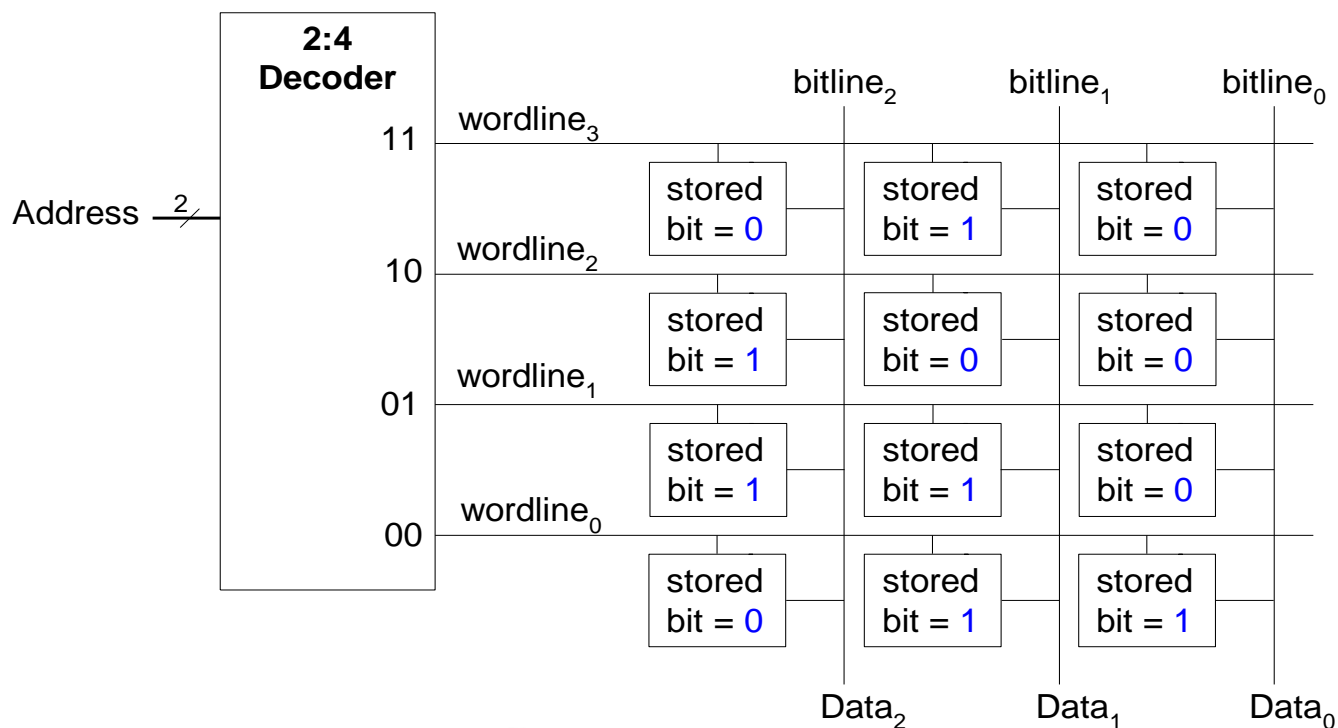 2:4
Decoder
bitline₂ bitline₁ bitline₀
wordline₃
11
stored stored stored
bit = 0 bit = 1 bit = 0
Address 2
wordline₂
10
stored stored stored
bit = 1 bit = 0 bit = 0
wordline₁
01
stored stored stored
bit = 1 bit = 1 bit = 0
wordline₀
00
stored stored stored
bit = 0 bit = 1 bit = 1
Data₂ Data₁ Data₀